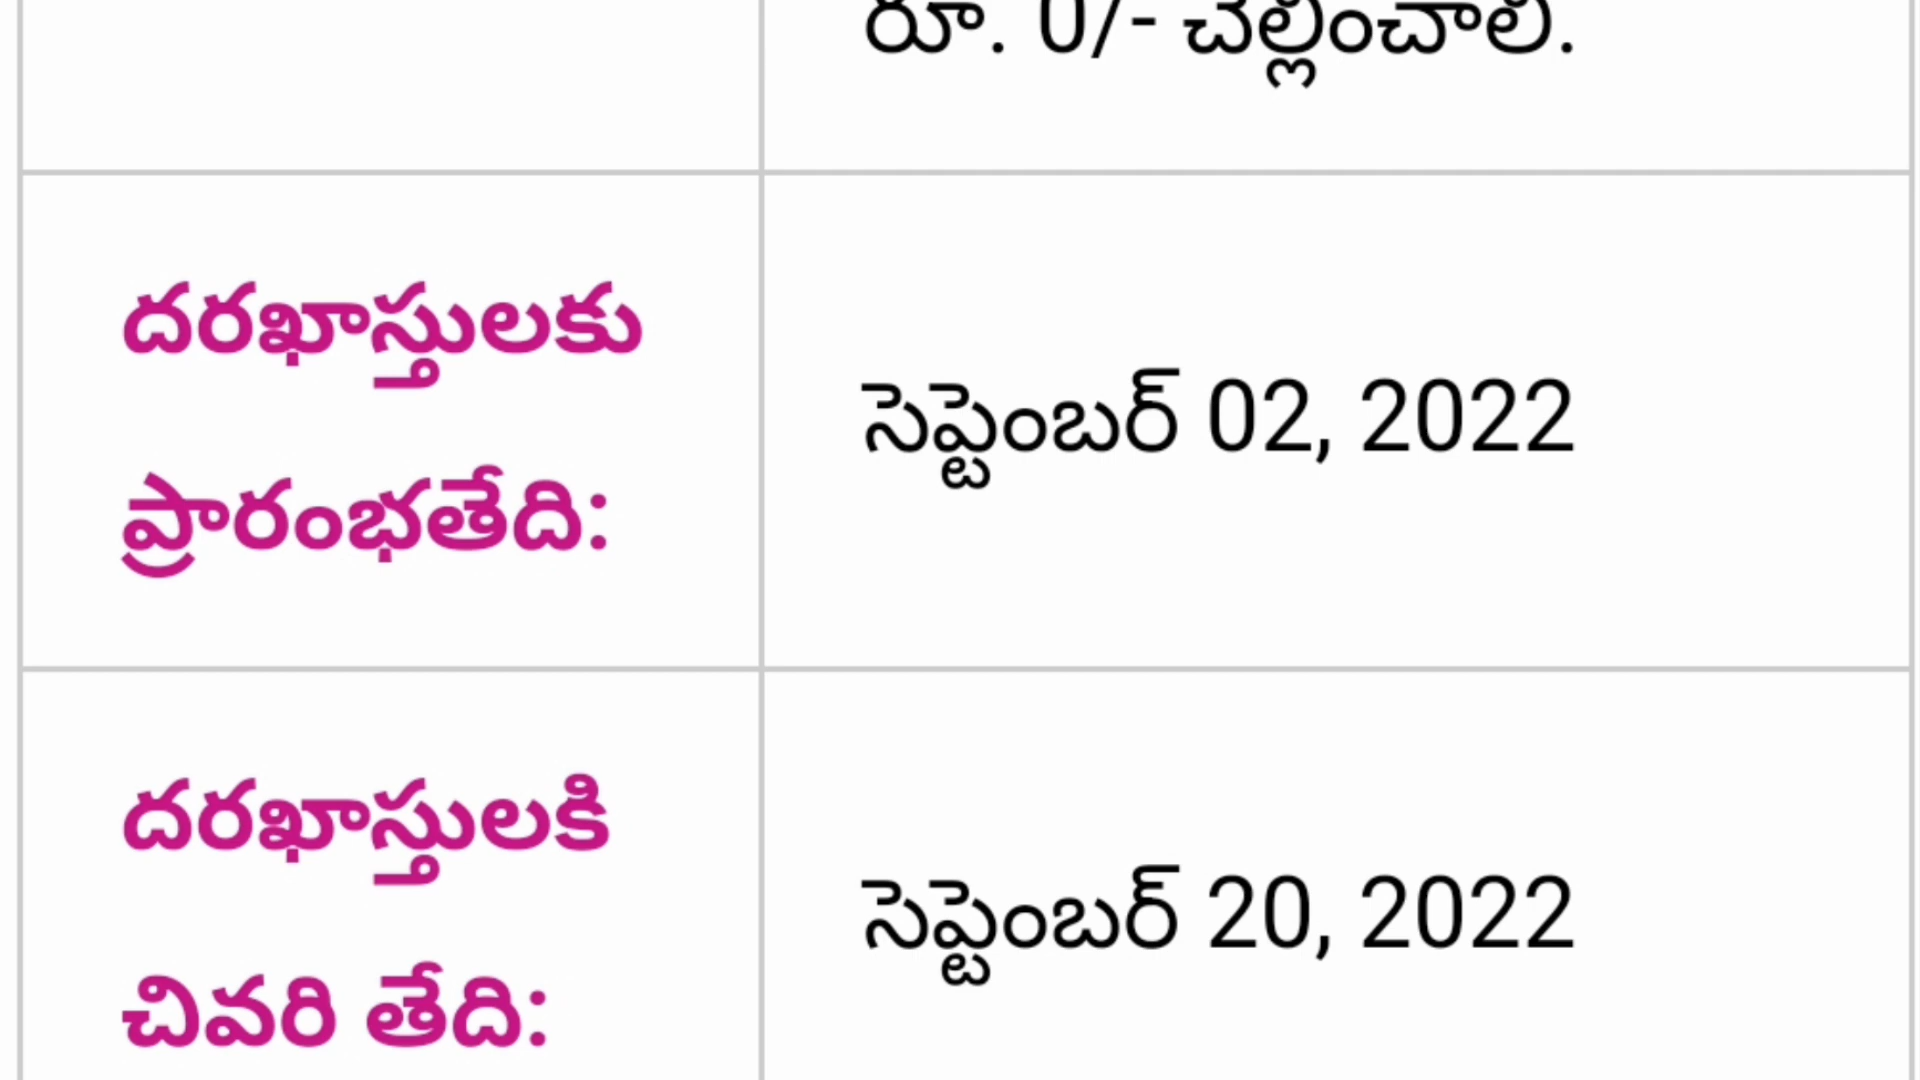 రూ. 0/- చెల్లించాలి.
దరఖాస్తులకు
ప్రారంభతేది:
సెప్టెంబర్ 02, 2022
దరఖాస్తులకి
చివరి తేది:
సెప్టెంబర్ 20, 2022